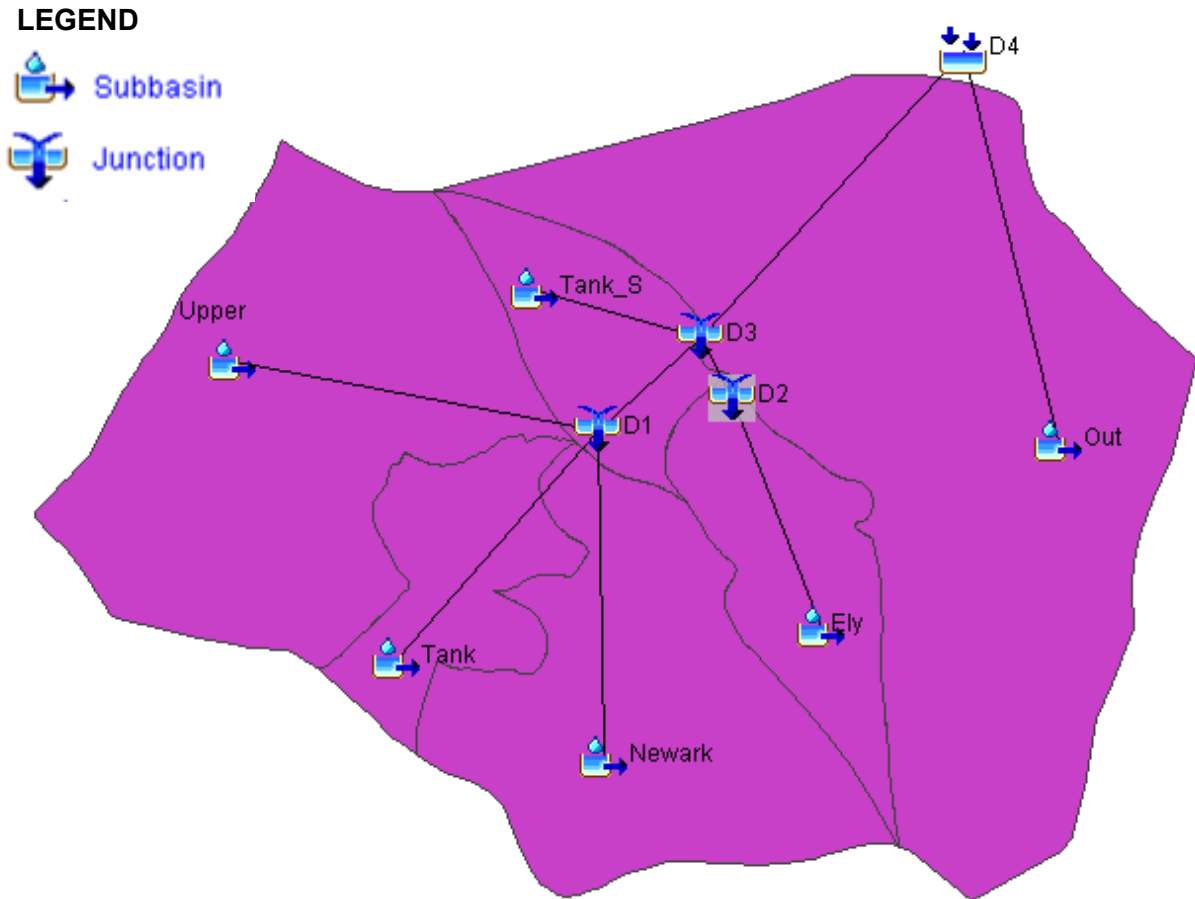 LEGEND
Subbasin
Junction
D4
Tank_S
Upper
D3
D2
D1
Out
Ely
Tank
Newark